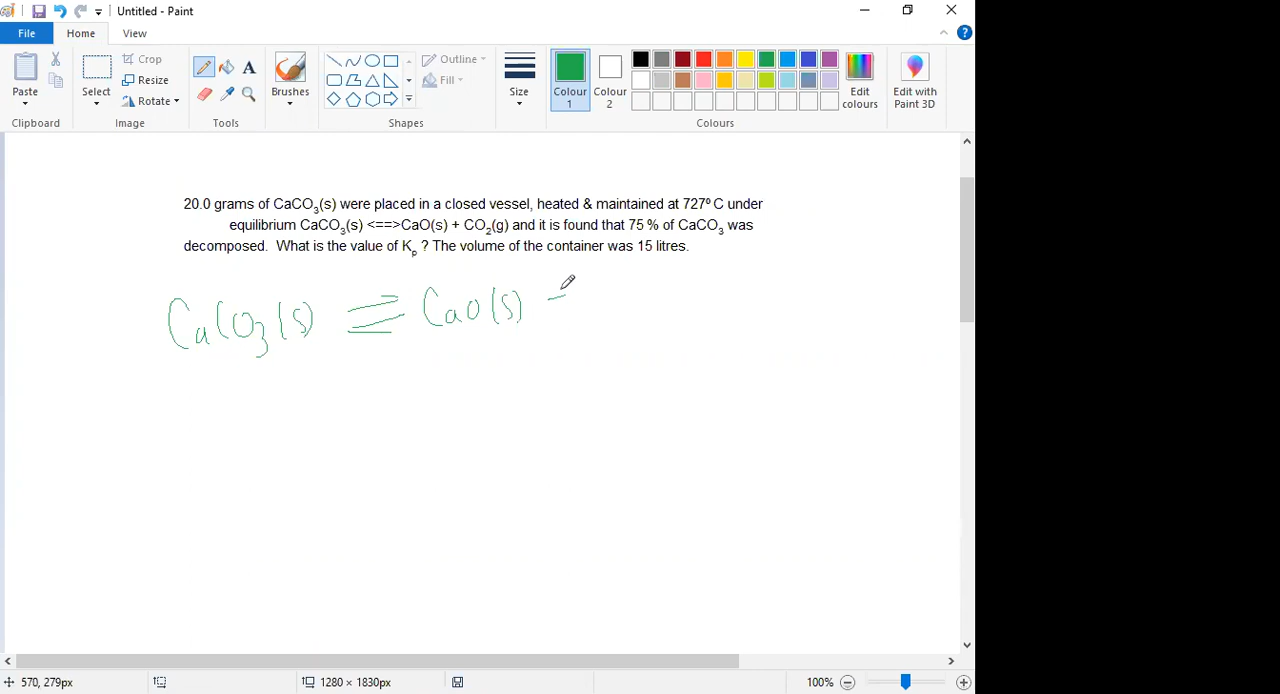 Untitled - Paint
File Home View
Paste
Select
Crop
Resize
Rotate
A
Brushes
Outline
Fill
Size
Colour 1
Colour 2
Edit colours
Edit with Paint 3D
Clipboard Image Tools Shapes Colours
20.0 grams of CaCO₃(s) were placed in a closed vessel, heated & maintained at 727⁰ C under
equilibrium CaCO₃(s) <==>CaO(s) + CO₂(g) and it is found that 75 % of CaCO₃ was
decomposed. What is the value of Kₚ ? The volume of the container was 15 litres.
CaCO₃(s) ⇌ CaO(s) -
570, 279px 1280 × 1830px 100%